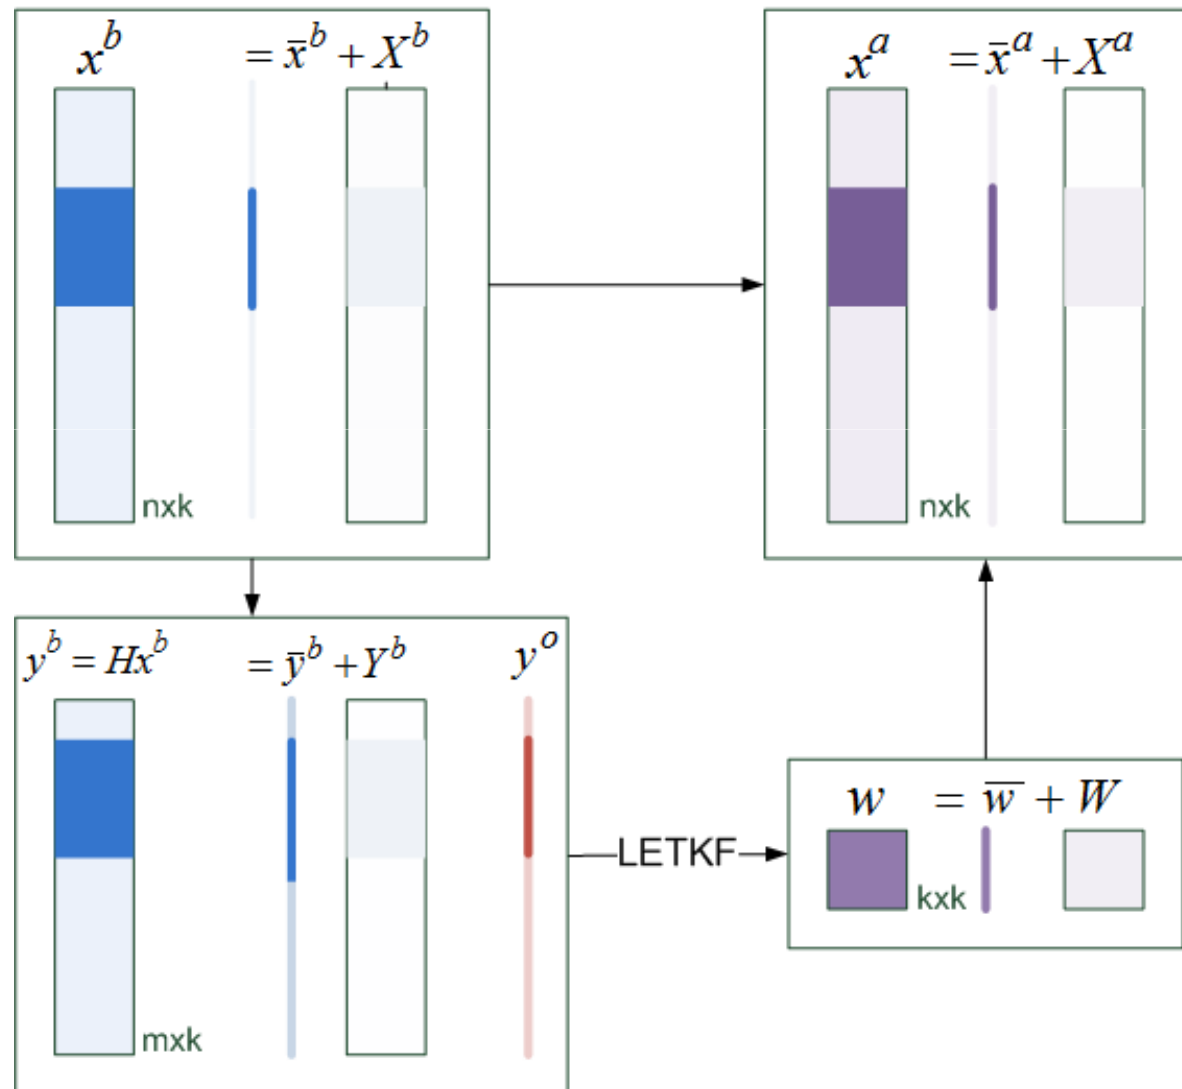 x^b = x̄^b + X^b
nxk
x^a = x̄^a + X^a
nxk
y^b = Hx^b = ȳ^b + Y^b y^o
mxk
LETKF
w = w̄ + W
kxk